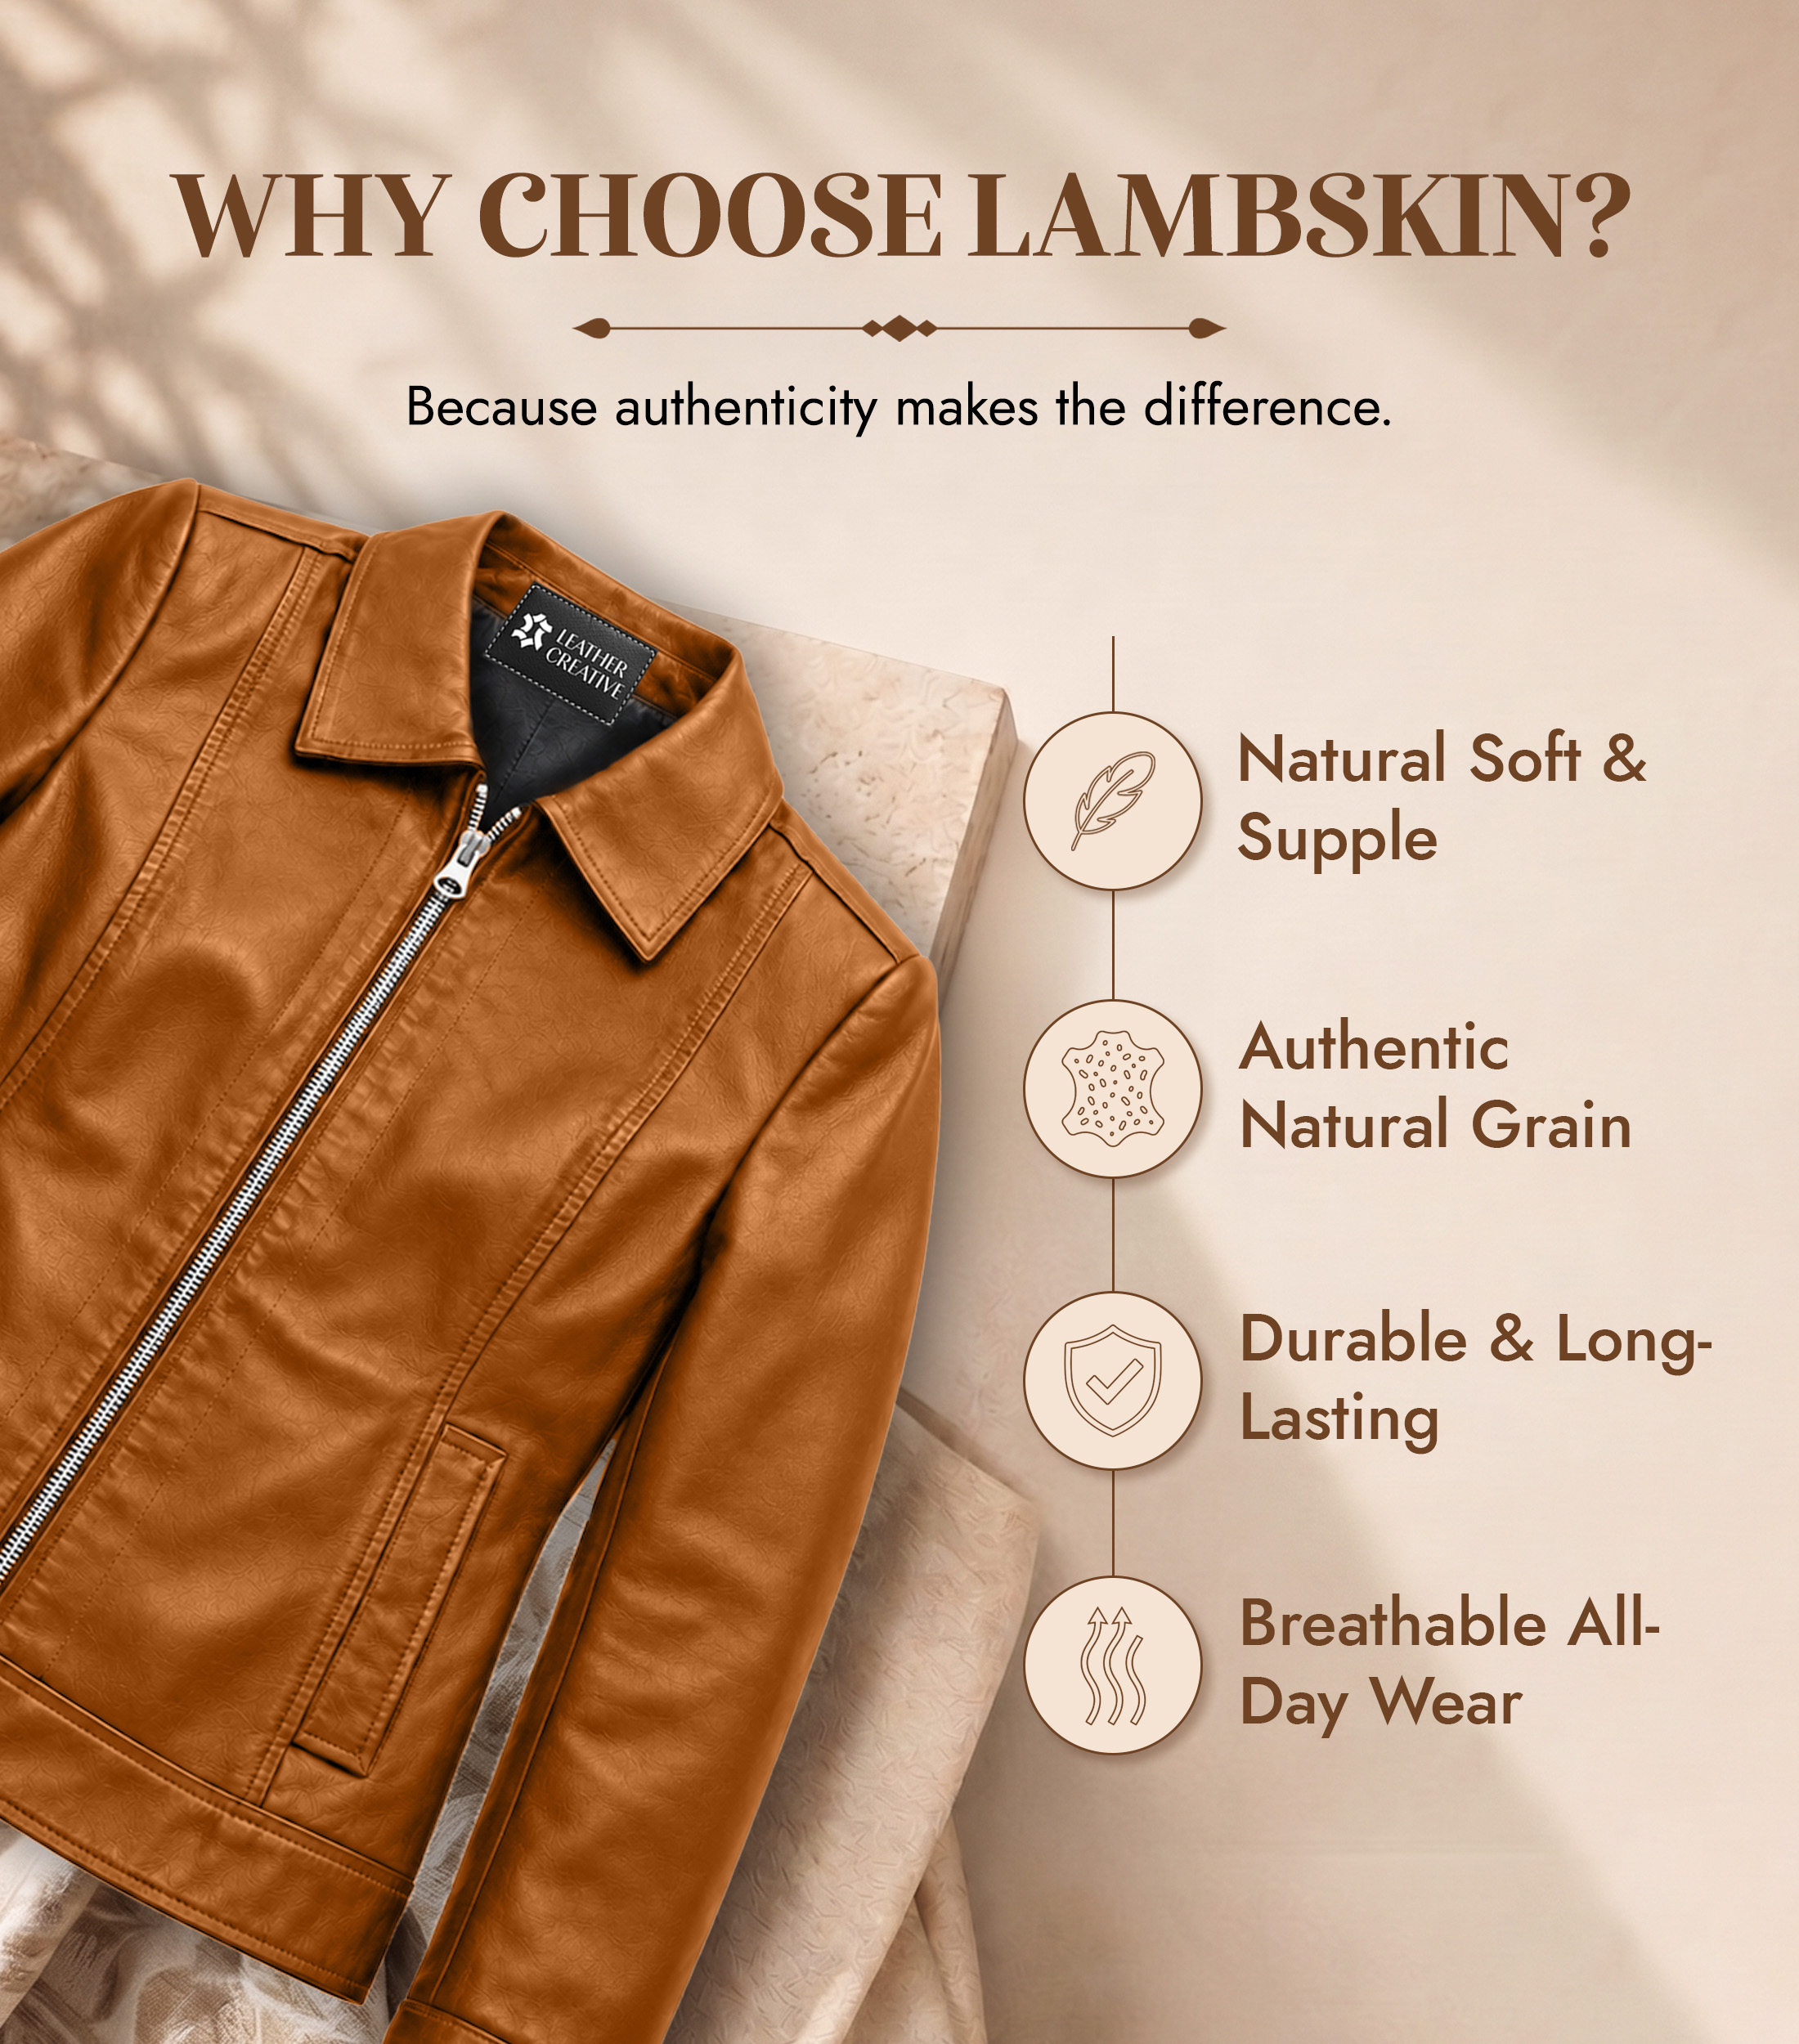 WHY CHOOSE LAMBSKIN?
Because authenticity makes the difference.
LEATHER
CREATIVE
Natural Soft &
Supple
Authentic
Natural Grain
Durable & Long-
Lasting
Breathable All-
Day Wear